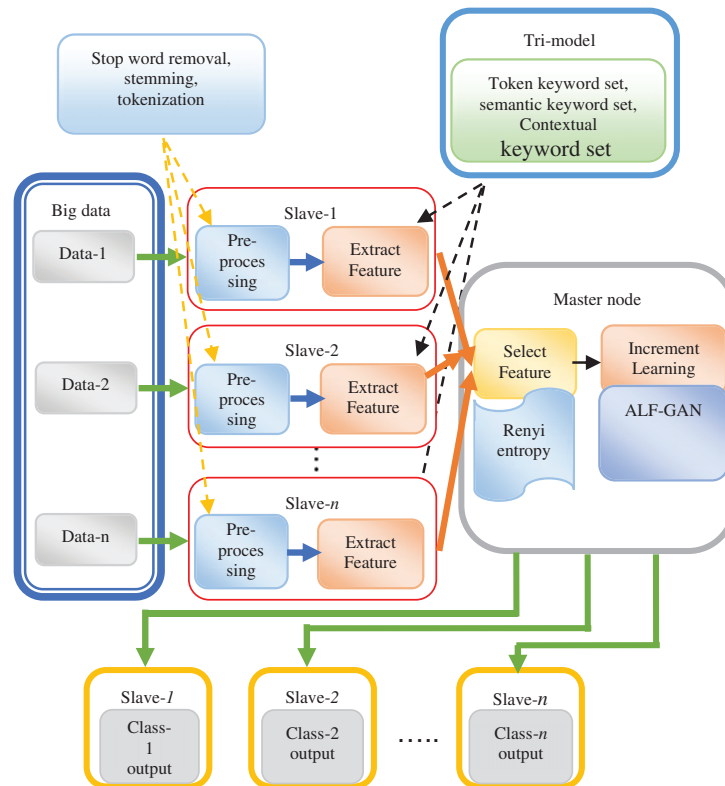 Stop word removal,
stemming,
tokenization
Tri-model
Token keyword set,
semantic keyword set,
Contextual
keyword set
Big data
Data-1
Data-2
Data-n
Slave-1
Pre-
proces
sing
Extract
Feature
Slave-2
Pre-
proces
sing
Extract
Feature
Slave-n
Pre-
proces
sing
Extract
Feature
Master node
Select
Feature
Increment
Learning
Renyi
entropy
ALF-GAN
Slave-1
Class-
1
output
Slave-2
Class-2
output
.....
Slave-n
Class-n
output